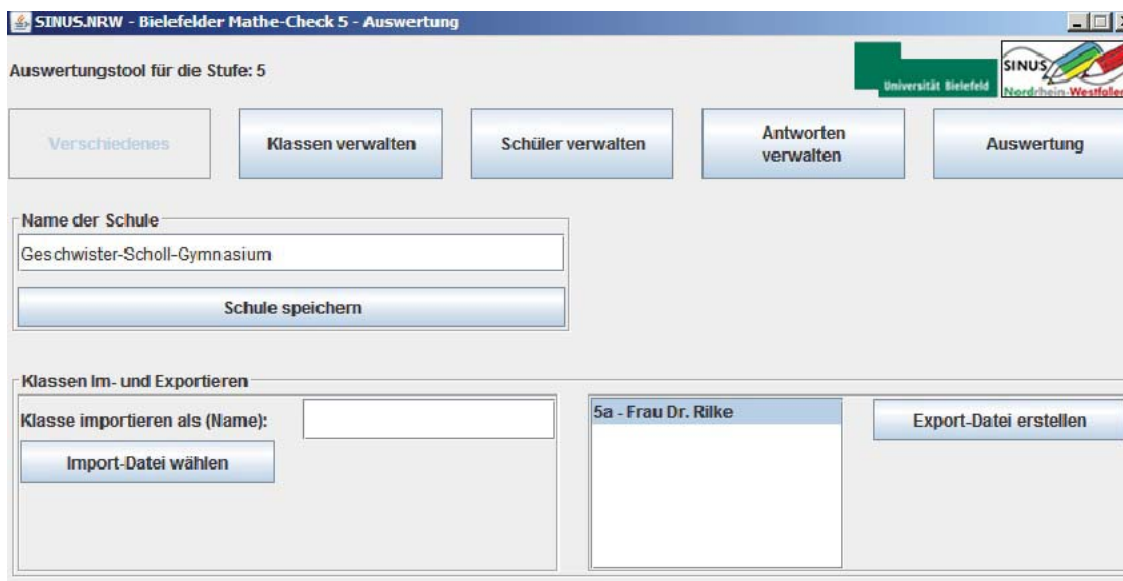 SINUS.NRW - Bielefelder Mathe-Check 5 - Auswertung
Auswertungstool für die Stufe: 5
Universität Bielefeld
SINUS
Nordrhein-Westfalen
Verschiedenes
Klassen verwalten
Schüler verwalten
Antworten
verwalten
Auswertung
Name der Schule
Geschwister-Scholl-Gymnasium
Schule speichern
Klassen Im- und Exportieren
Klasse importieren als (Name):
Import-Datei wählen
5a - Frau Dr. Rilke
Export-Datei erstellen